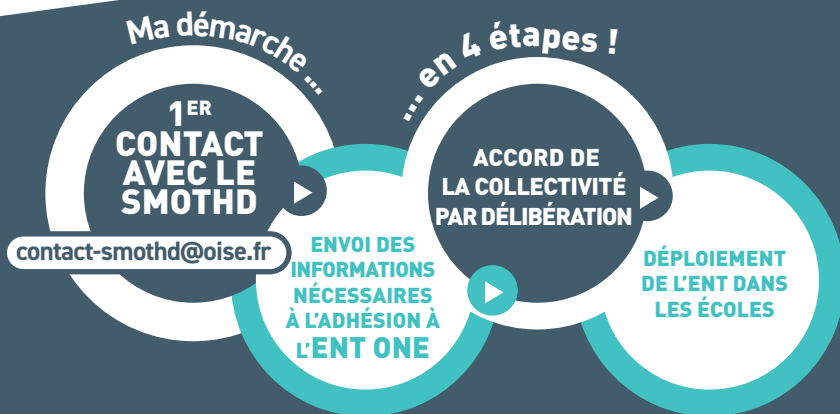 Ma démarche ...
... en 4 étapes !
1ER
CONTACT
AVEC LE
SMOTHD
contact-smothd@oise.fr
ENVOI DES
INFORMATIONS
NÉCESSAIRES
À L'ADHÉSION À
L'ENT ONE
ACCORD DE
LA COLLECTIVITÉ
PAR DÉLIBÉRATION
DÉPLOIEMENT
DE L'ENT DANS
LES ÉCOLES